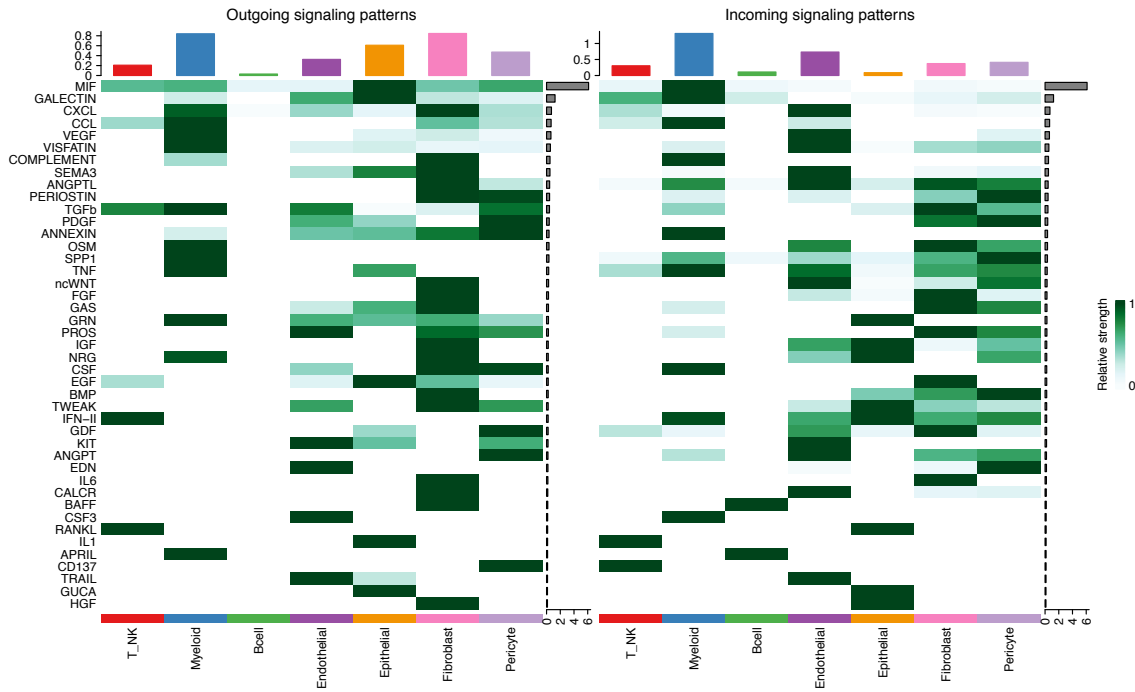 Outgoing signaling patterns
Incoming signaling patterns
0.8
0.6
0.4
0.2
0
1
0.5
0
MIF
GALECTIN
CXCL
CCL
VEGF
VISFATIN
COMPLEMENT
SEMA3
ANGPTL
PERIOSTIN
TGFb
PDGF
ANNEXIN
OSM
SPP1
TNF
ncWNT
FGF
GAS
GRN
PROS
IGF
NRG
CSF
EGF
BMP
TWEAK
IFN−II
GDF
KIT
ANGPT
EDN
IL6
CALCR
BAFF
CSF3
RANKL
IL1
APRIL
CD137
TRAIL
GUCA
HGF
0 2 4 6
0 2 4 6
T_NK
Myeloid
Bcell
Endothelial
Epithelial
Fibroblast
Pericyte
T_NK
Myeloid
Bcell
Endothelial
Epithelial
Fibroblast
Pericyte
Relative strength
1
0